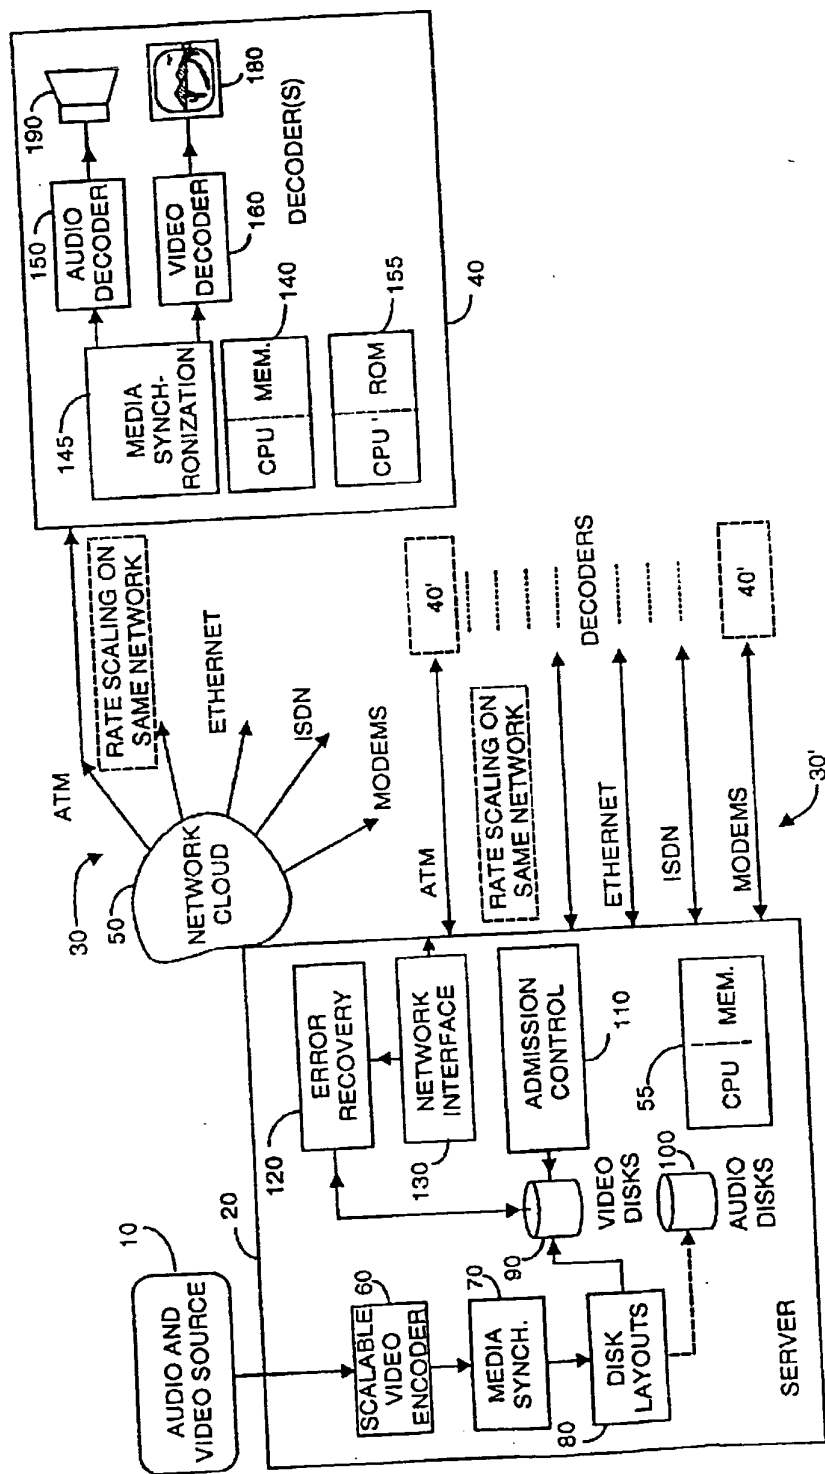 10
AUDIO AND
VIDEO SOURCE
20
SCALABLE
VIDEO
ENCODER
60
MEDIA
SYNCH.
70
DISK
LAYOUTS
80
SERVER
120
ERROR
RECOVERY
NETWORK
INTERFACE
130
ADMISSION
CONTROL
110
90
VIDEO
DISKS
100
AUDIO
DISKS
55
CPU
MEM.
30
50
NETWORK
CLOUD
ATM
RATE SCALING ON
SAME NETWORK
ETHERNET
ISDN
MODEMS
ATM
RATE SCALING ON
SAME NETWORK
ETHERNET
ISDN
MODEMS
30'
40'
DECODERS
40'
145
MEDIA
SYNCH-
RONIZATION
150
AUDIO
DECODER
190
VIDEO
DECODER
160
180
CPU
MEM.
140
CPU
ROM
155
DECODER(S)
40